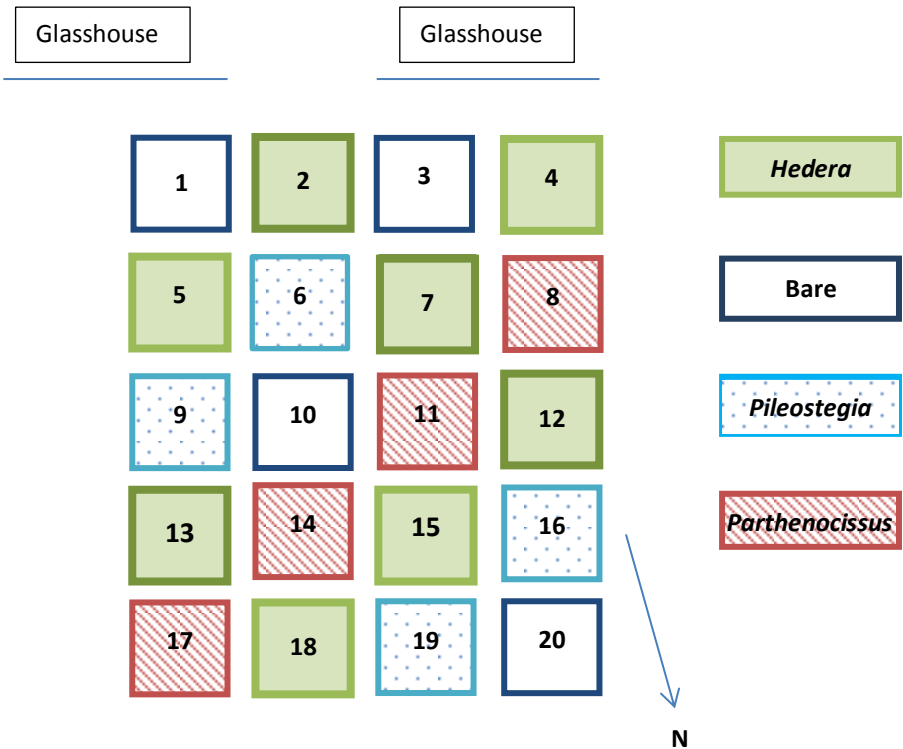 Glasshouse Glasshouse
1 2 3 4 Hedera
5 6 7 8 Bare
9 10 11 12 Pileostegia
13 14 15 16 Parthenocissus
17 18 19 20
N